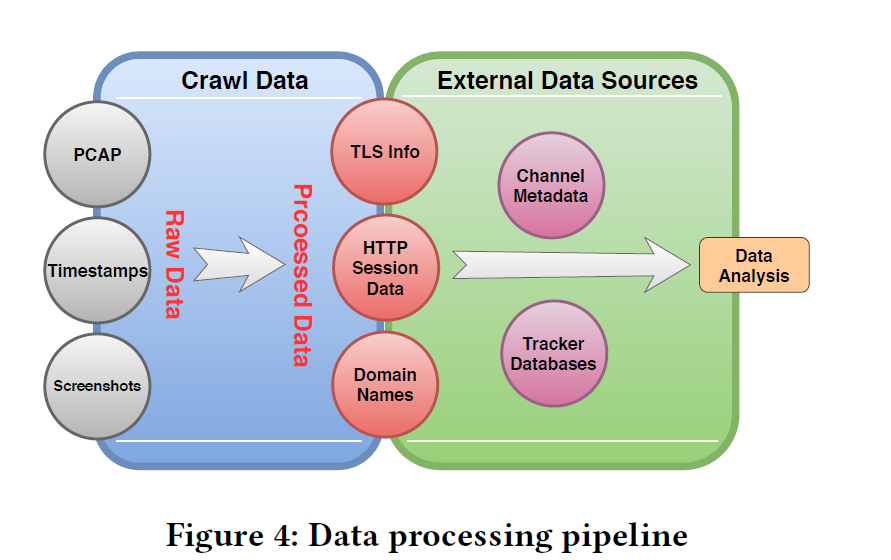 Crawl Data
External Data Sources
PCAP
Timestamps
Screenshots
Raw Data
Prcoessed Data
TLS Info
HTTP
Session
Data
Domain
Names
Channel
Metadata
Tracker
Databases
Data
Analysis
Figure 4: Data processing pipeline